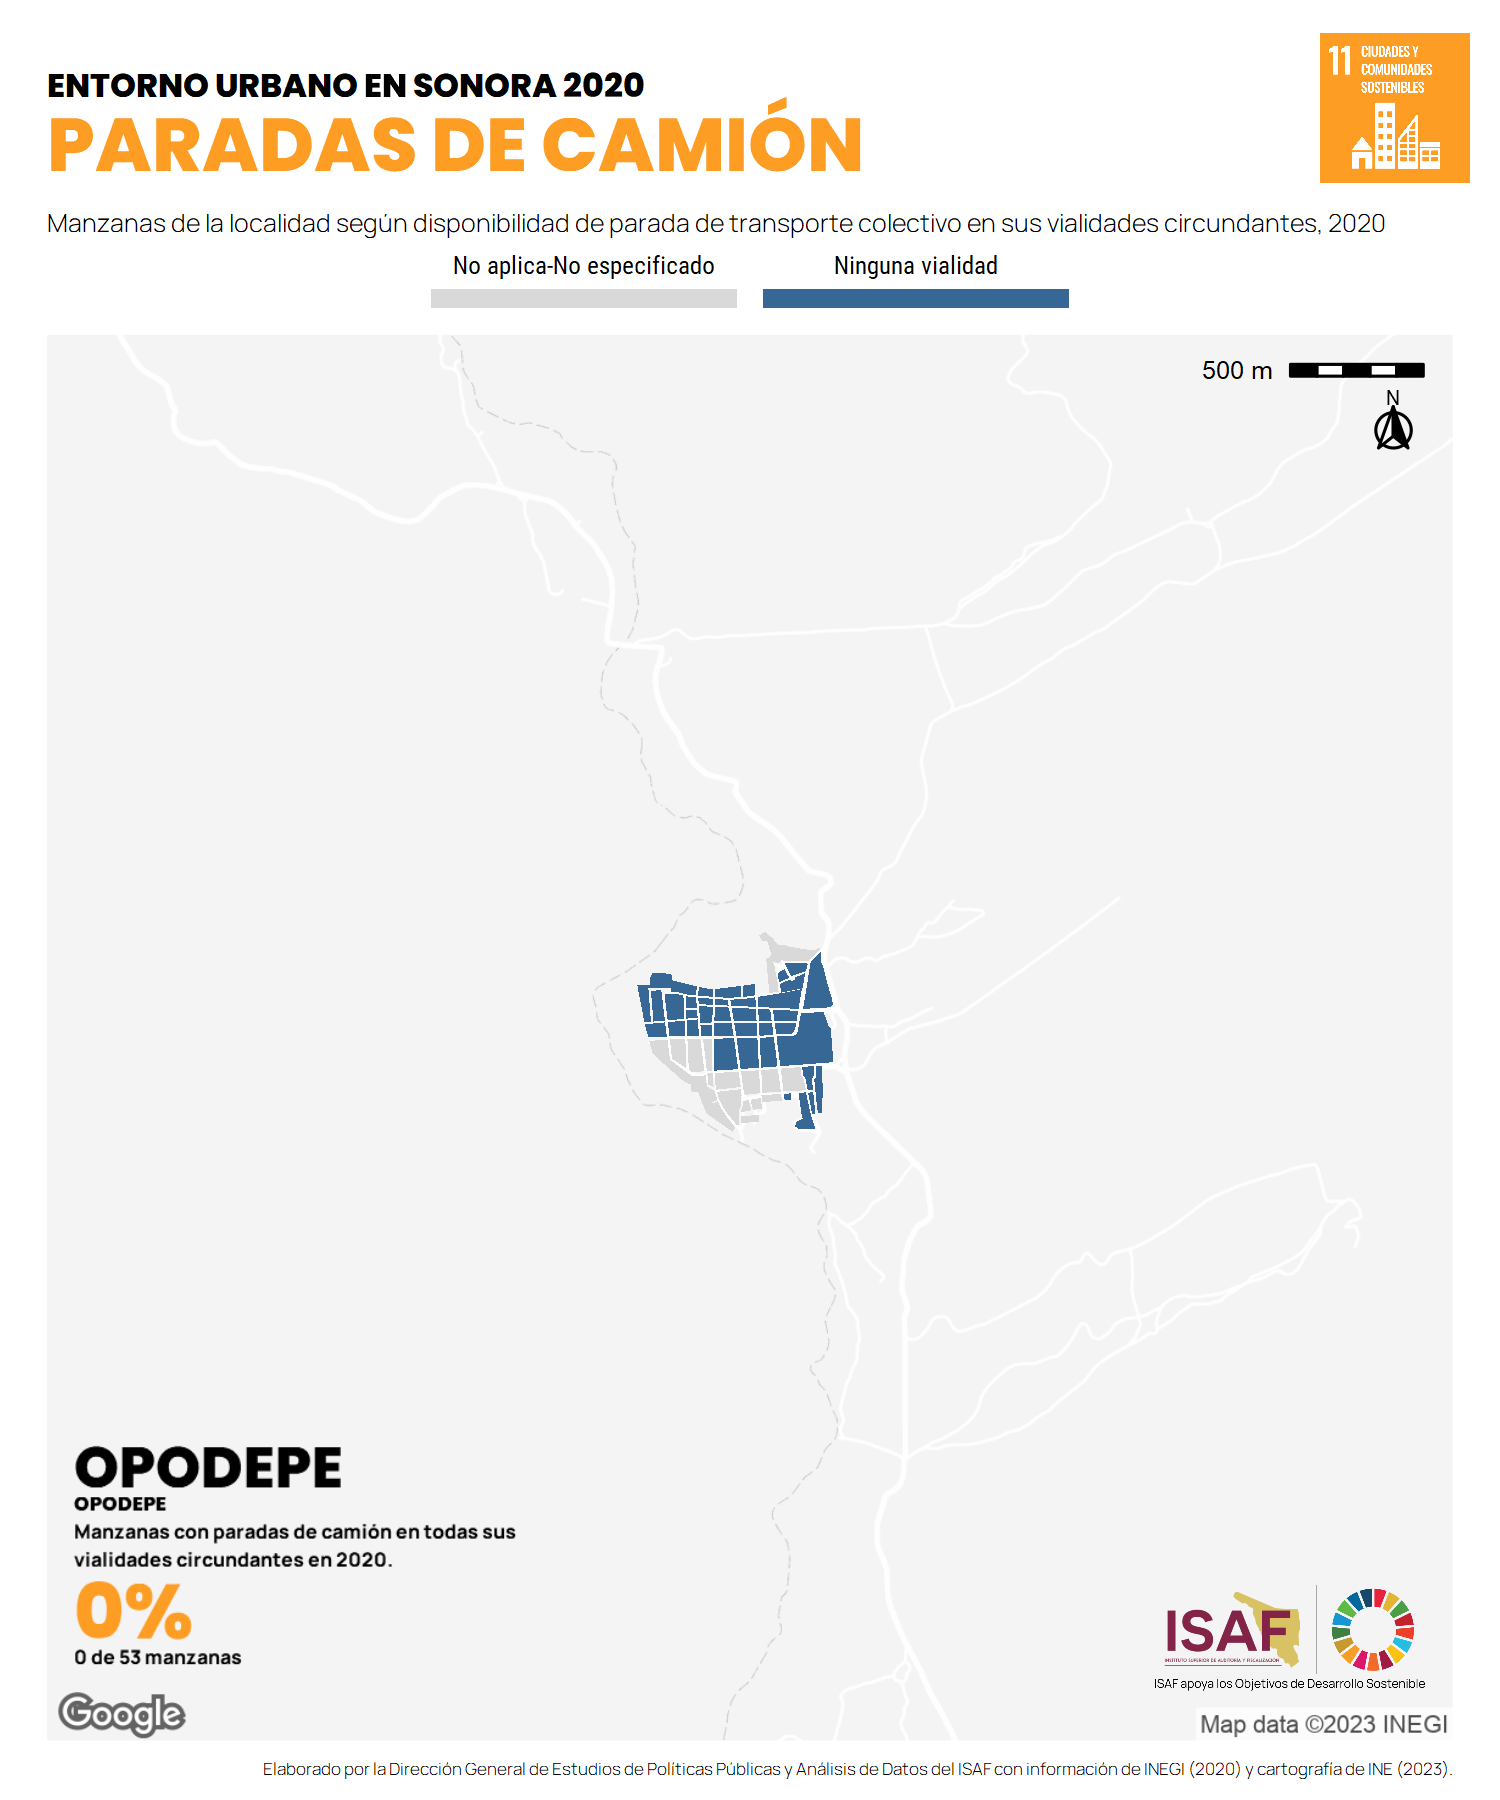 ENTORNO URBANO EN SONORA 2020
PARADAS DE CAMIÓN
11 CIUDADES Y
COMUNIDADES
SOSTENIBLES
Manzanas de la localidad según disponibilidad de parada de transporte colectivo en sus vialidades circundantes, 2020
No aplica-No especificado
Ninguna vialidad
500 m
N
OPODEPE
OPODEPE
Manzanas con paradas de camión en todas sus
vialidades circundantes en 2020.
0%
0 de 53 manzanas
Google
ISAF
INSTITUTO SUPERIOR DE AUDITORÍA Y FISCALIZACIÓN
ISAF apoya los Objetivos de Desarrollo Sostenible
Map data ©2023 INEGI
Elaborado por la Dirección General de Estudios de Políticas Públicas y Análisis de Datos del ISAF con información de INEGI (2020) y cartografía de INE (2023).